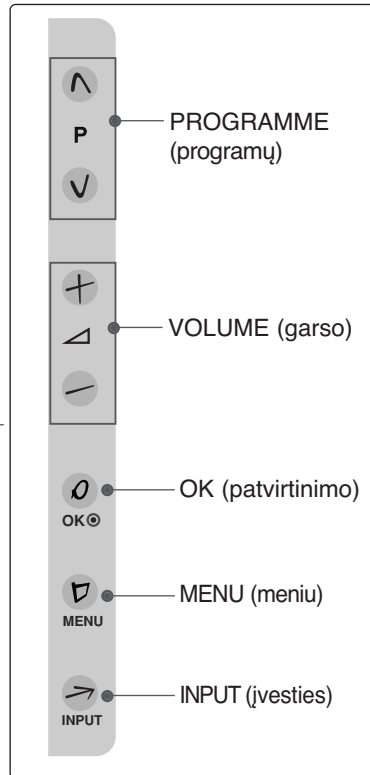 P
PROGRAMME
(programų)
VOLUME (garso)
OK
OK (patvirtinimo)
MENU
MENU (meniu)
INPUT
INPUT (įvesties)